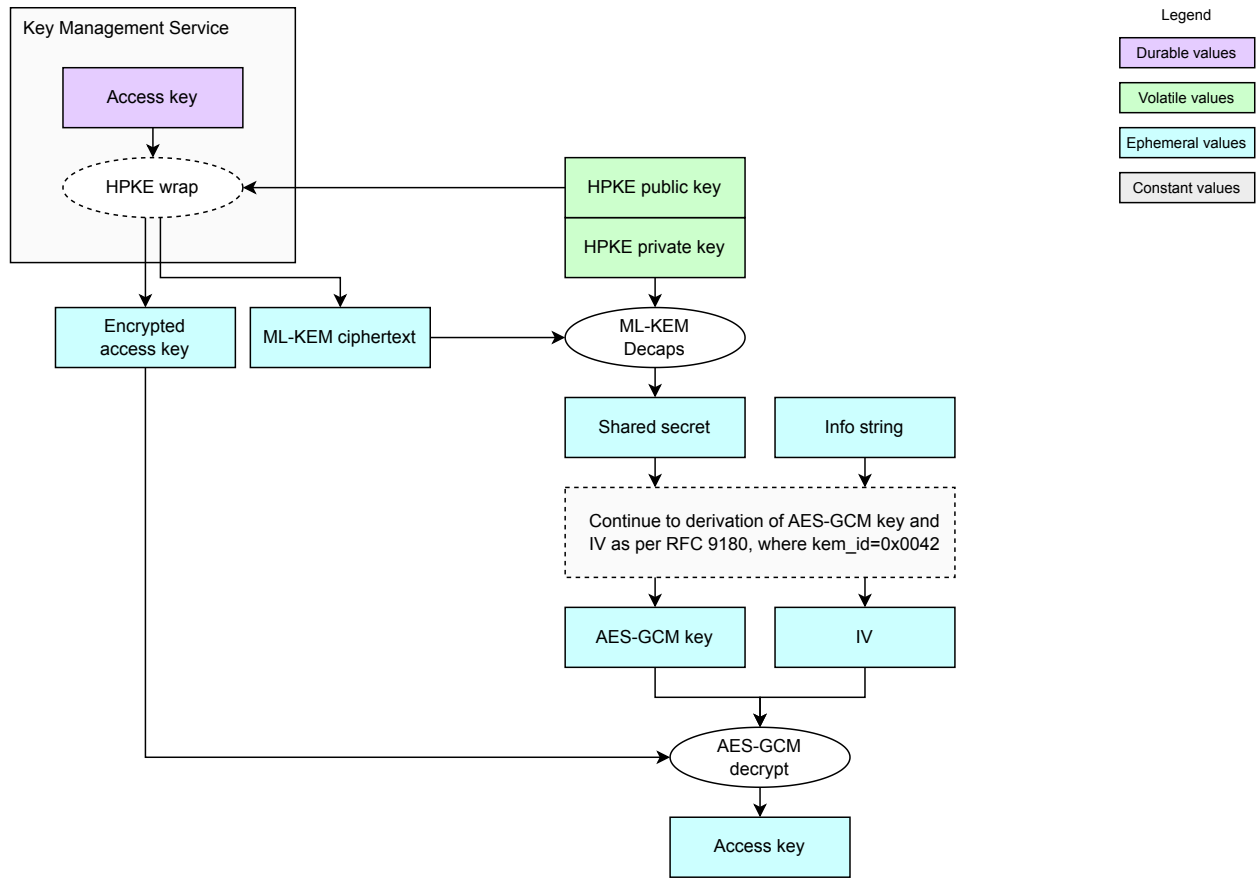 Key Management Service
Access key
HPKE wrap
HPKE public key
HPKE private key
Encrypted
access key
ML-KEM ciphertext
ML-KEM
Decaps
Shared secret
Info string
Continue to derivation of AES-GCM key and
IV as per RFC 9180, where kem_id=0x0042
AES-GCM key
IV
AES-GCM
decrypt
Access key
Legend
Durable values
Volatile values
Ephemeral values
Constant values